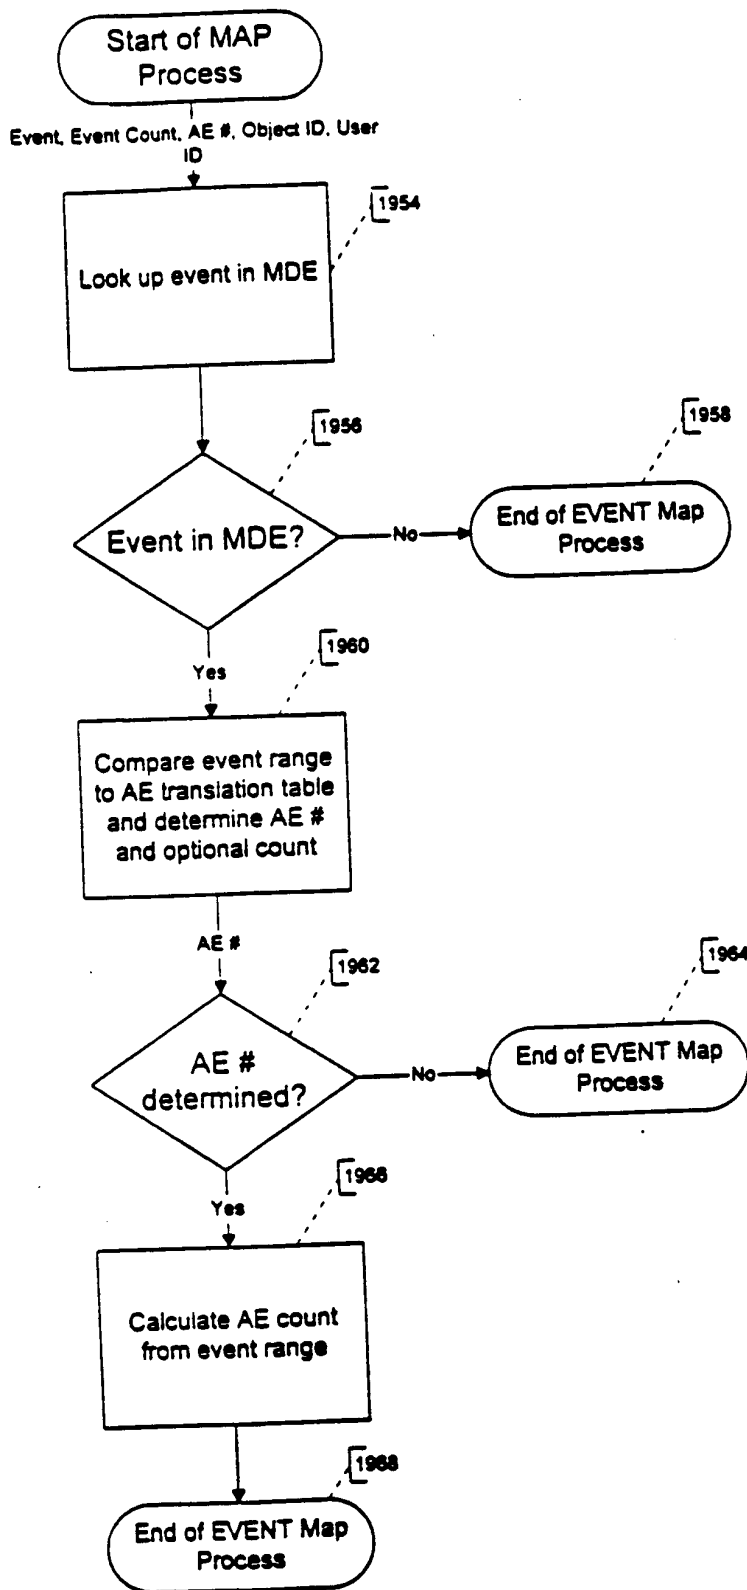 Start of MAP
Process
Event, Event Count, AE #, Object ID, User
ID
1954
Look up event in MDE
1956
1958
Event in MDE?
No
End of EVENT Map
Process
Yes
1960
Compare event range
to AE translation table
and determine AE #
and optional count
AE #
1962
1964
AE #
determined?
No
End of EVENT Map
Process
Yes
1966
Calculate AE count
from event range
1968
End of EVENT Map
Process